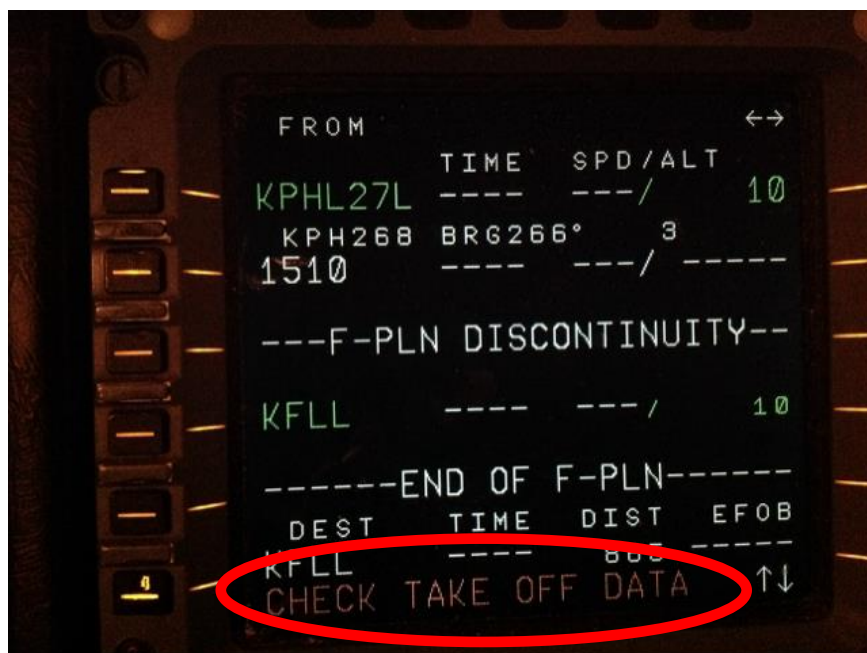 FROM ←→
TIME SPD/ALT
KPHL27L ---- ---/ 10
KPH268 BRG266° 3
1510 ---- ---/ -----
---F-PLN DISCONTINUITY--
KFLL ---- ---/ 10
------END OF F-PLN------
DEST TIME DIST EFOB
KFLL ---- -----
CHECK TAKE OFF DATA ↑↓